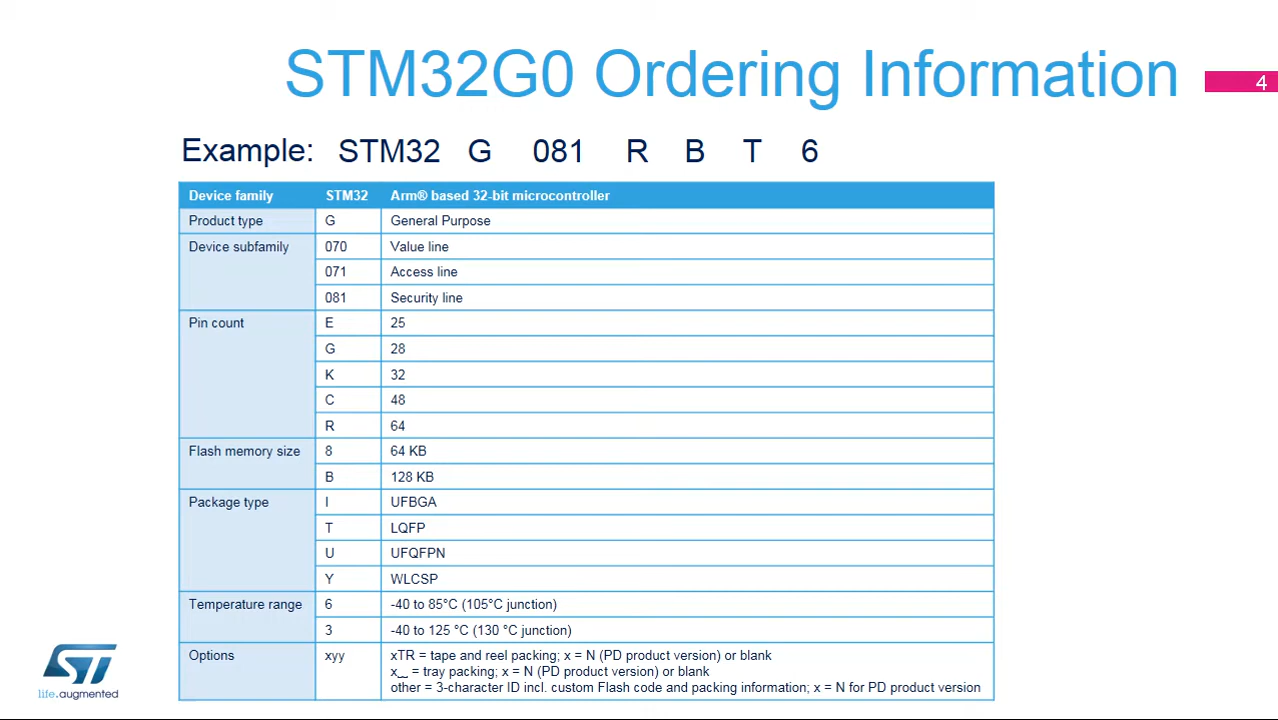 STM32G0 Ordering Information
4
Example: STM32 G 081 R B T 6
Device family STM32 Arm® based 32-bit microcontroller
Product type G General Purpose
Device subfamily 070 Value line
071 Access line
081 Security line
Pin count E 25
G 28
K 32
C 48
R 64
Flash memory size 8 64 KB
B 128 KB
Package type I UFBGA
T LQFP
U UFQFPN
Y WLCSP
Temperature range 6 -40 to 85°C (105°C junction)
3 -40 to 125 °C (130 °C junction)
Options xyy xTR = tape and reel packing; x = N (PD product version) or blank
x__ = tray packing; x = N (PD product version) or blank
other = 3-character ID incl. custom Flash code and packing information; x = N for PD product version
ST
life.augmented